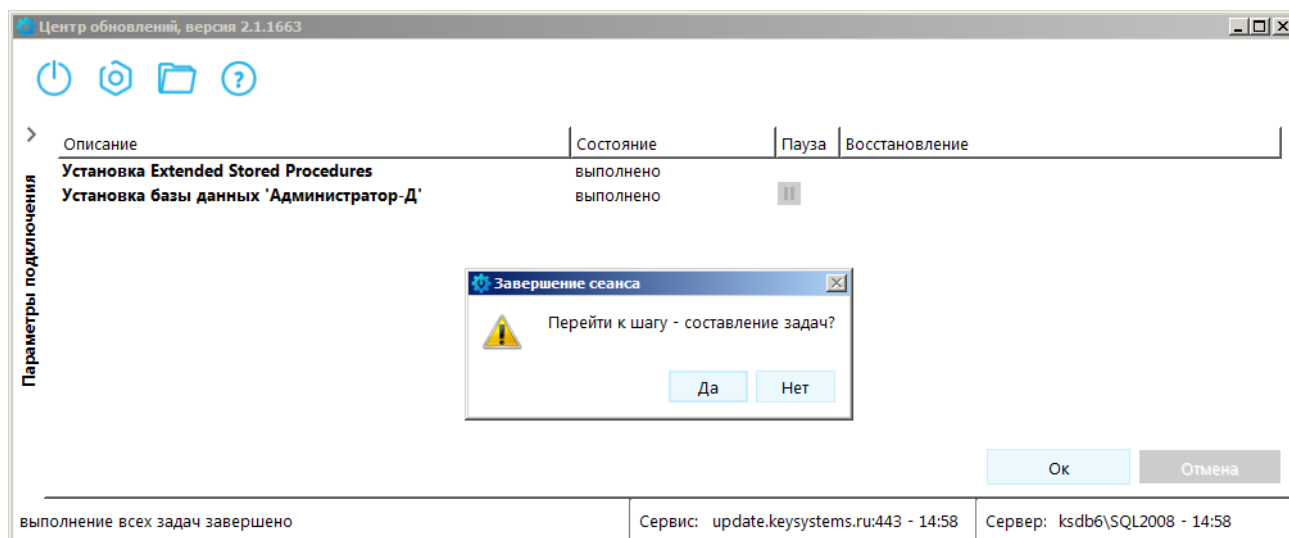 Центр обновлений, версия 2.1.1663
Параметры подключения
Описание Состояние Пауза Восстановление
Установка Extended Stored Procedures выполнено
Установка базы данных 'Администратор-Д' выполнено
Завершение сеанса
Перейти к шагу - составление задач?
Да Нет
Ок Отмена
выполнение всех задач завершено Сервис: update.keysystems.ru:443 - 14:58 Сервер: ksdb6\SQL2008 - 14:58